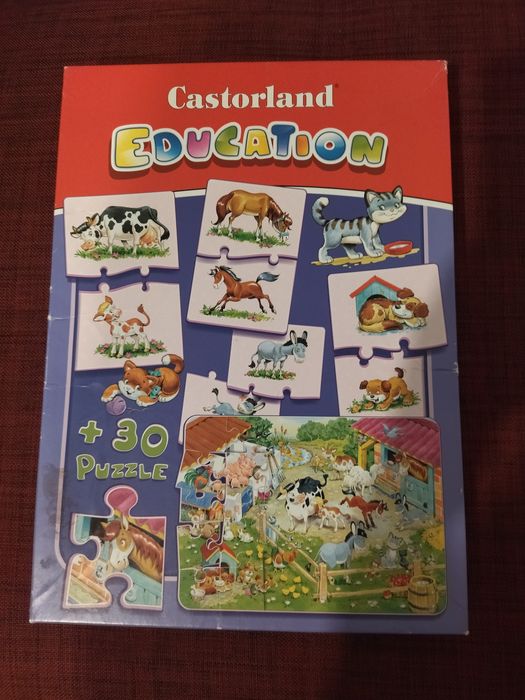 Castorland
EDUCATION
+ 30
PUZZLE